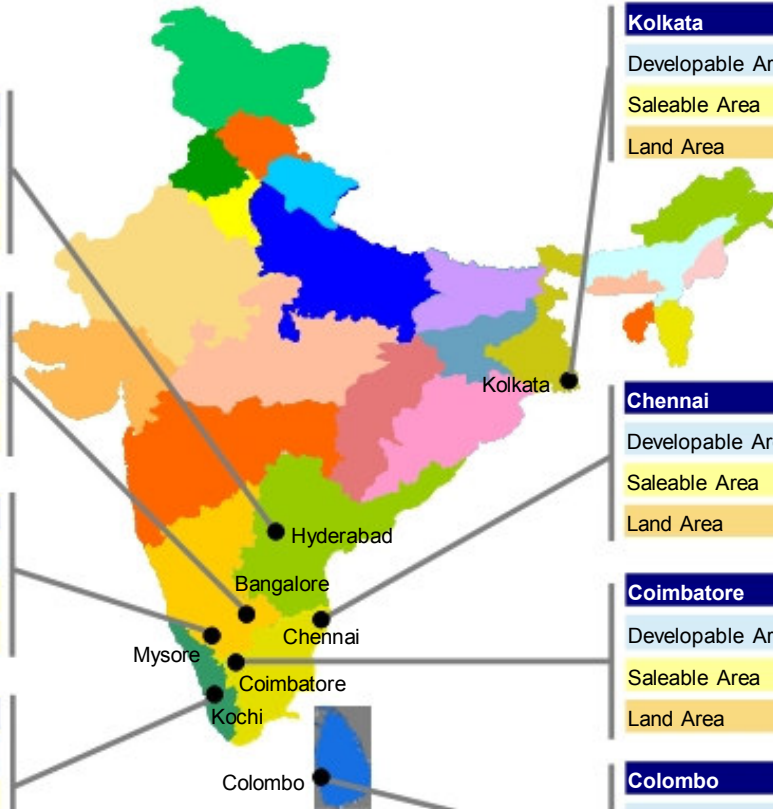 Kolkata
Developable Ar
Saleable Area
Land Area
Kolkata
Chennai
Developable Ar
Saleable Area
Land Area
Hyderabad
Bangalore
Chennai
Mysore
Coimbatore
Kochi
Colombo
Coimbatore
Developable Ar
Saleable Area
Land Area
Colombo